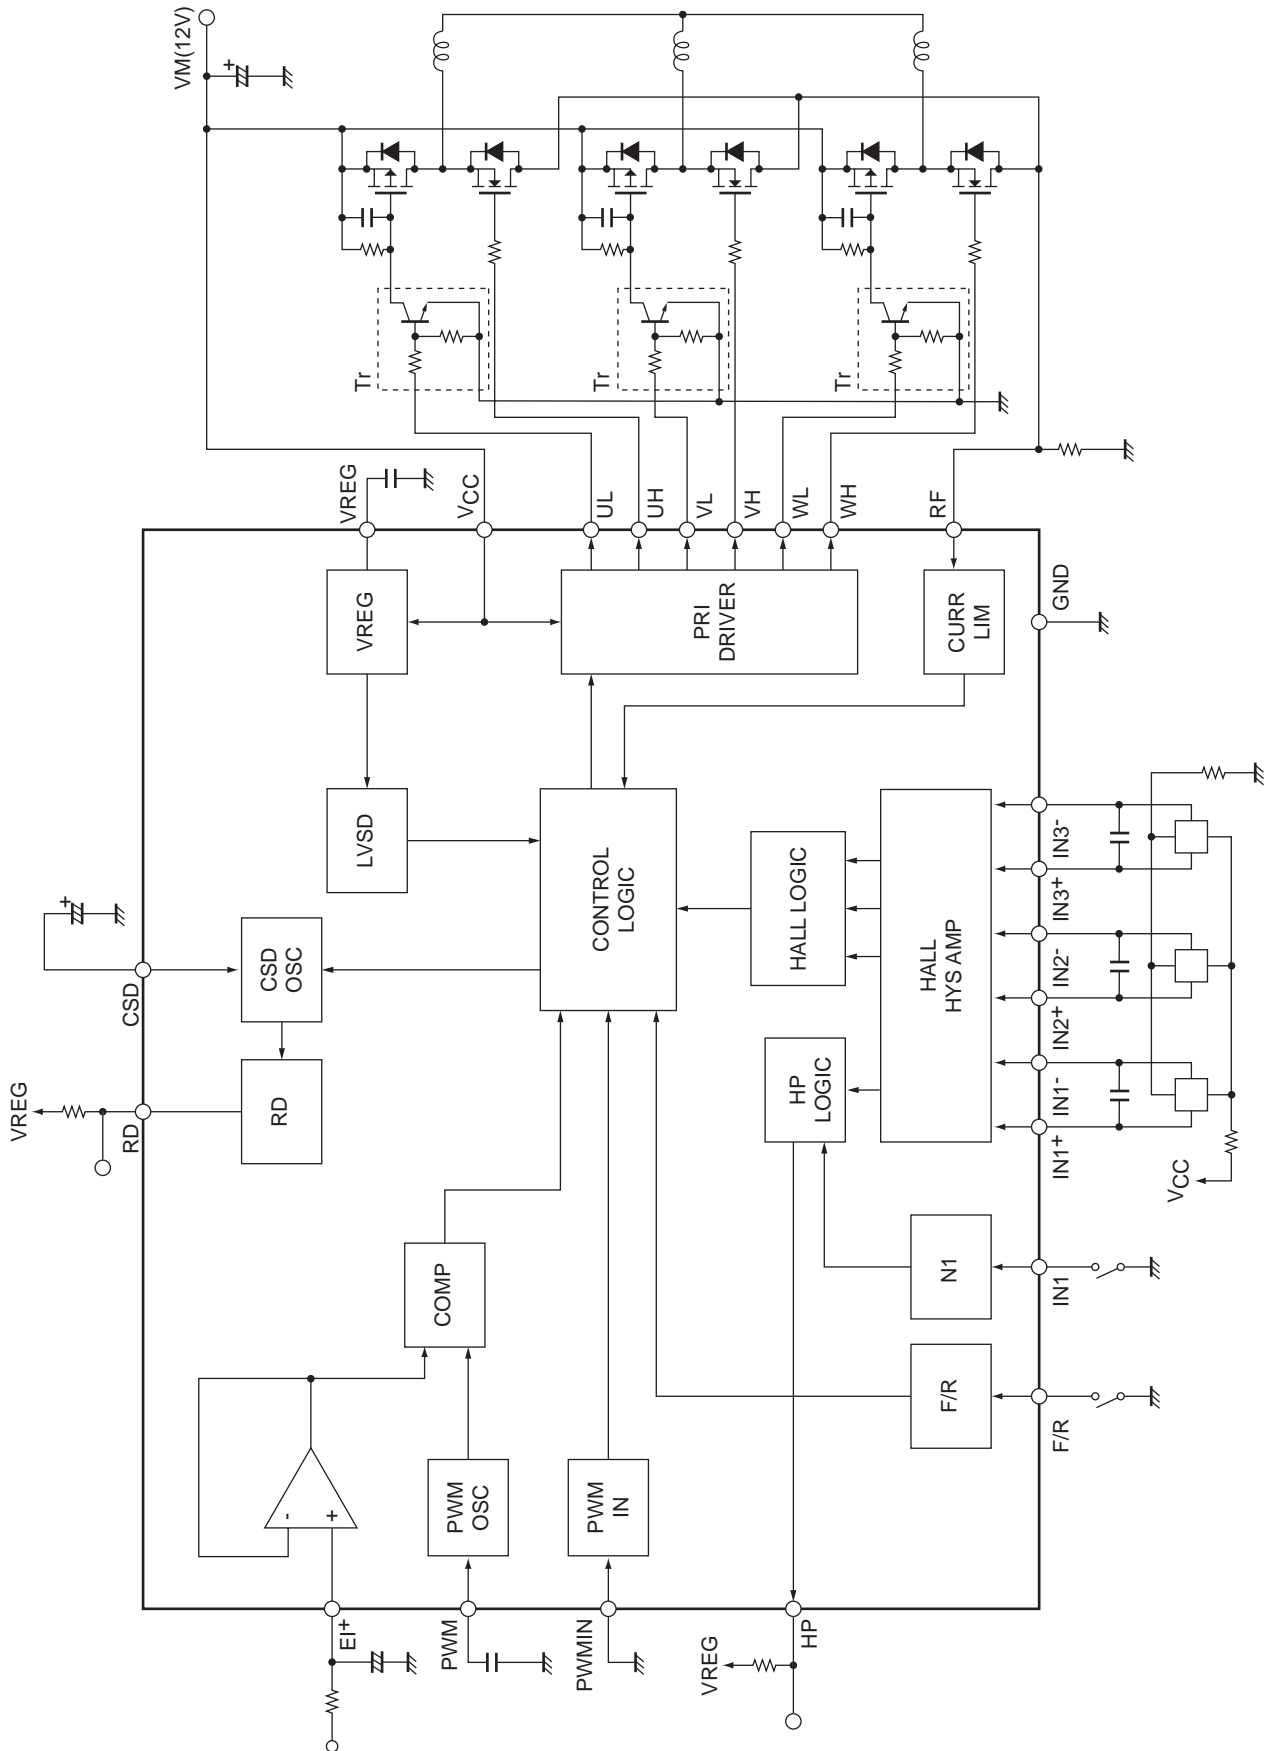 VM(12V)
+
Tr
Tr
Tr
VREG
VCC
UL
UH
VL
VH
WL
WH
RF
VREG
PRI
DRIVER
CURR
LIM
GND
LVSD
CONTROL
LOGIC
HALL LOGIC
HALL
HYS AMP
IN3-
IN3+
IN2-
IN2+
IN1-
IN1+
VCC
+
CSD
CSD
OSC
RD
RD
VREG
HP
LOGIC
COMP
N1
IN1
F/R
F/R
-
+
PWM
OSC
PWM
IN
EI+
PWM
PWMIN
HP
VREG